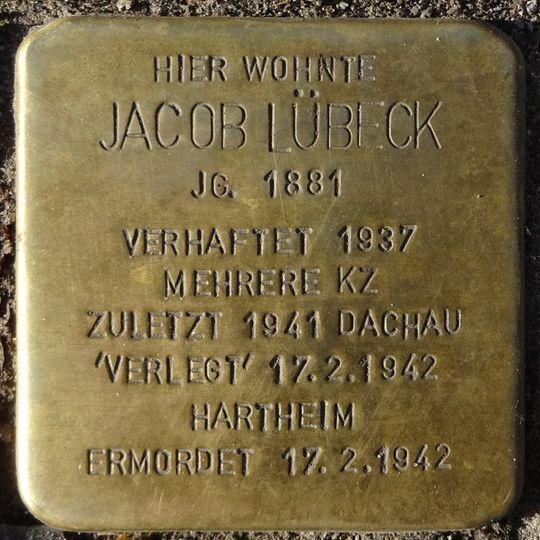 HIER WOHNTE
JACOB LÜBECK
JG. 1881
VERHAFTET 1937
MEHRERE KZ
ZULETZT 1941 DACHAU
'VERLEGT' 17.2.1942
HARTHEIM
ERMORDET 17.2.1942